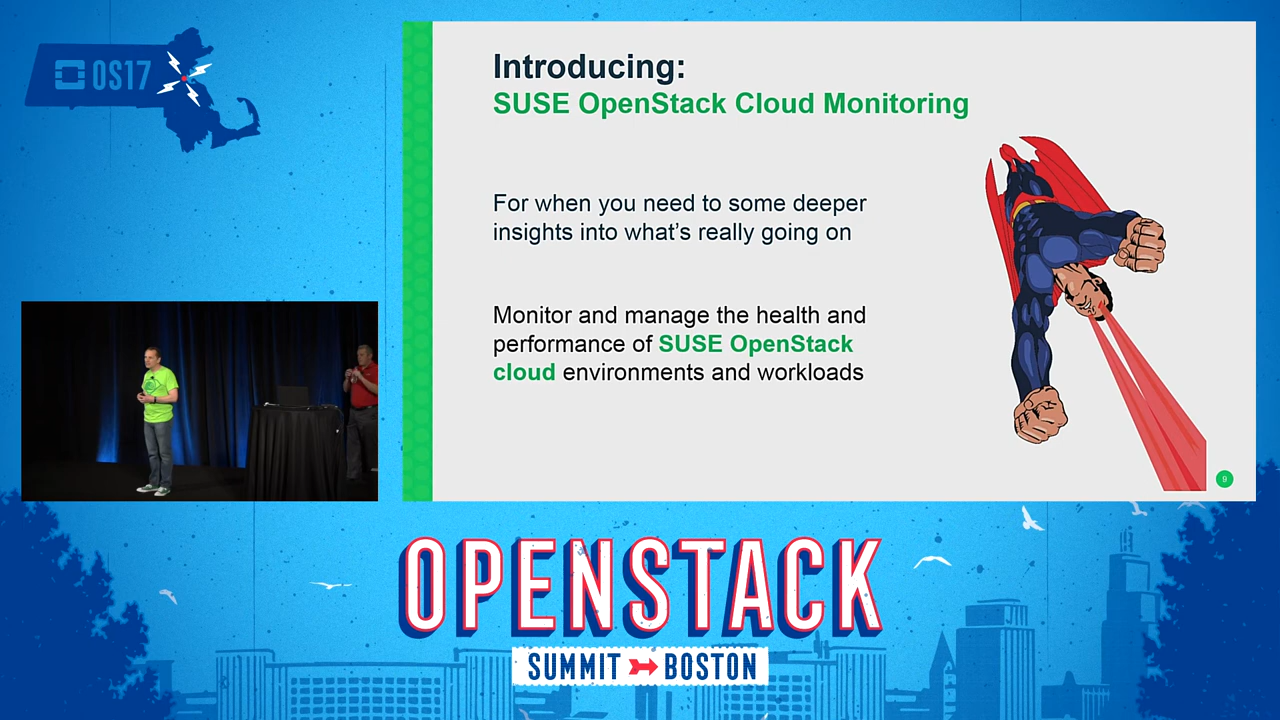 OS17
Introducing:
SUSE OpenStack Cloud Monitoring
For when you need to some deeper
insights into what’s really going on
Monitor and manage the health and
performance of SUSE OpenStack
cloud environments and workloads
9
OPENSTACK
SUMMIT BOSTON